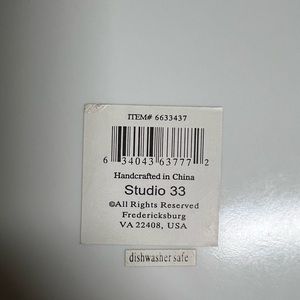 ITEM# 6633437
6 34043 63777 2
Handcrafted in China
Studio 33
©All Rights Reserved
Fredericksburg
VA 22408, USA
dishwasher safe